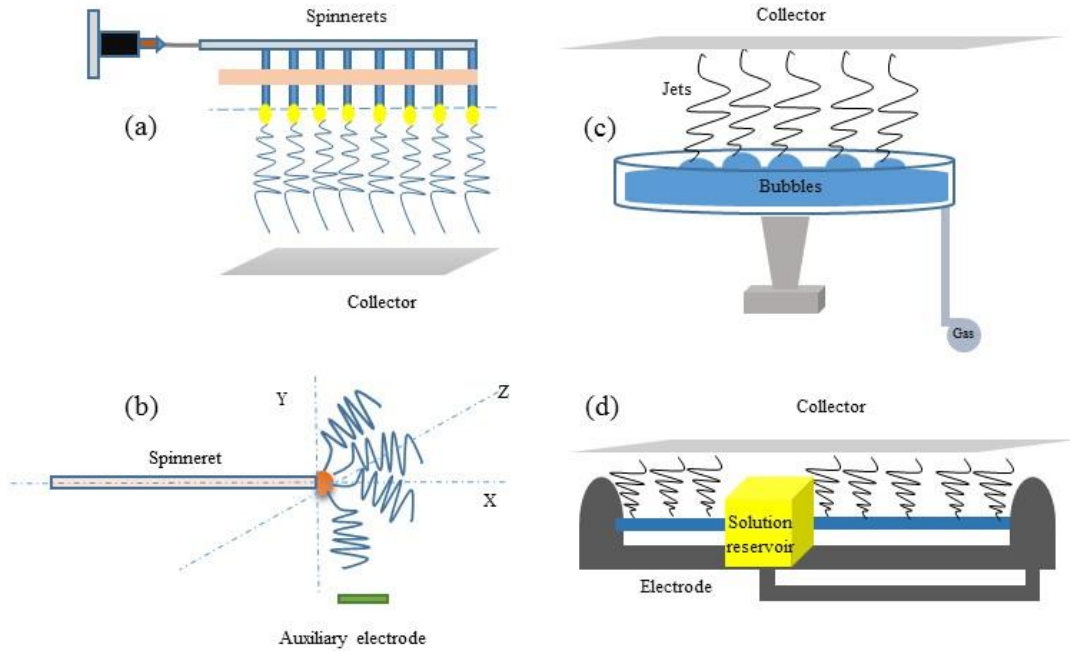 Spinnerets
(a)
Collector
Collector
Jets
(c)
Bubbles
Gas
(b)
Y
Z
Spinneret
X
Auxiliary electrode
(d)
Collector
Solution
reservoir
Electrode